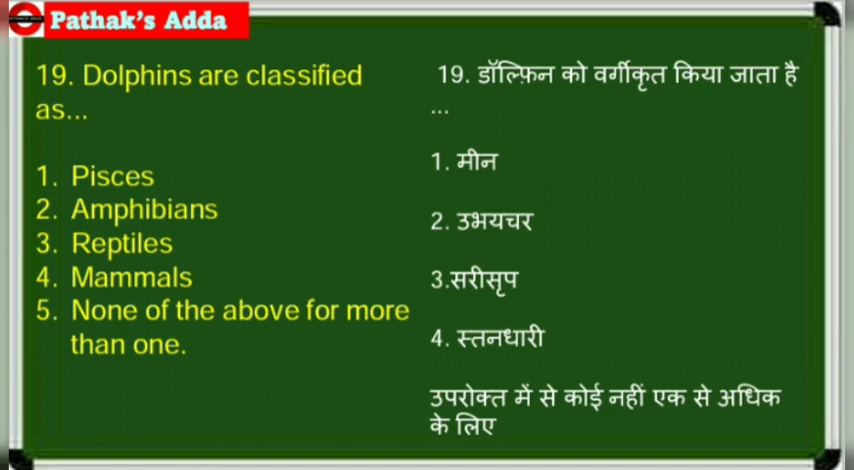 Pathak's Adda
19. Dolphins are classified
as...
1. Pisces
2. Amphibians
3. Reptiles
4. Mammals
5. None of the above for more
than one.
19. डॉल्फ़िन को वर्गीकृत किया जाता है
...
1. मीन
2. उभयचर
3.सरीसृप
4. स्तनधारी
उपरोक्त में से कोई नहीं एक से अधिक
के लिए